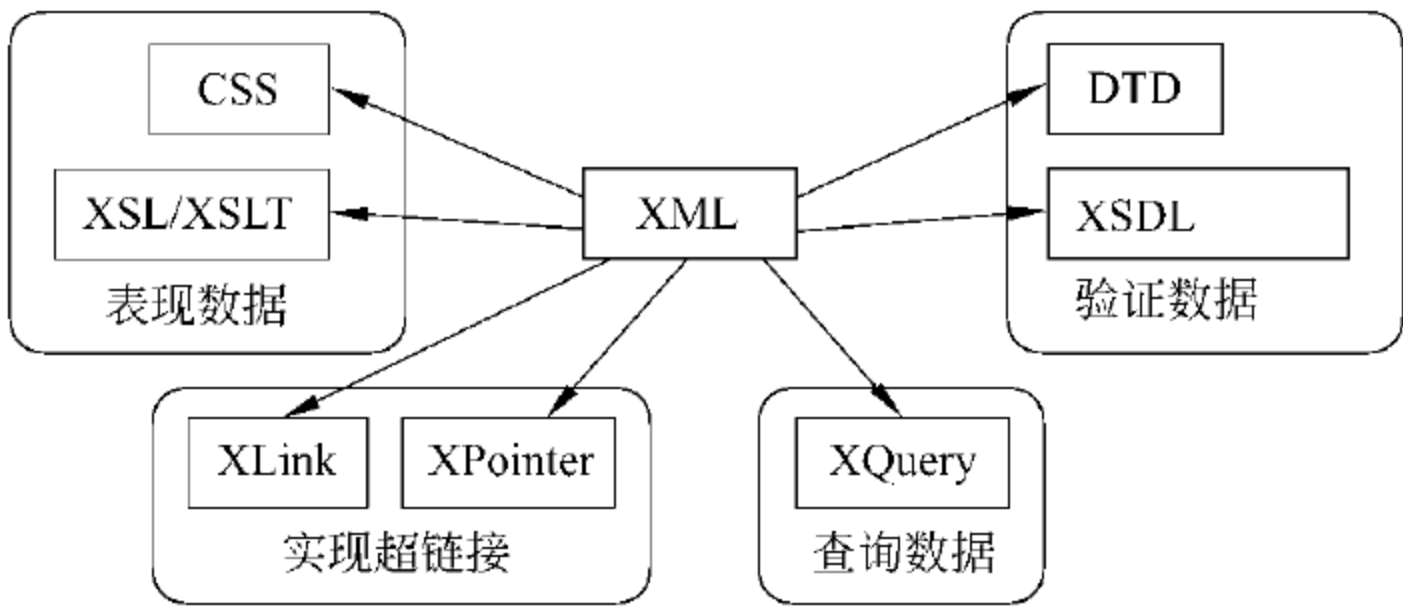 CSS
DTD
XSL/XSLT
XML
XSDL
表现数据
验证数据
XLink
XPointer
XQuery
实现超链接
查询数据